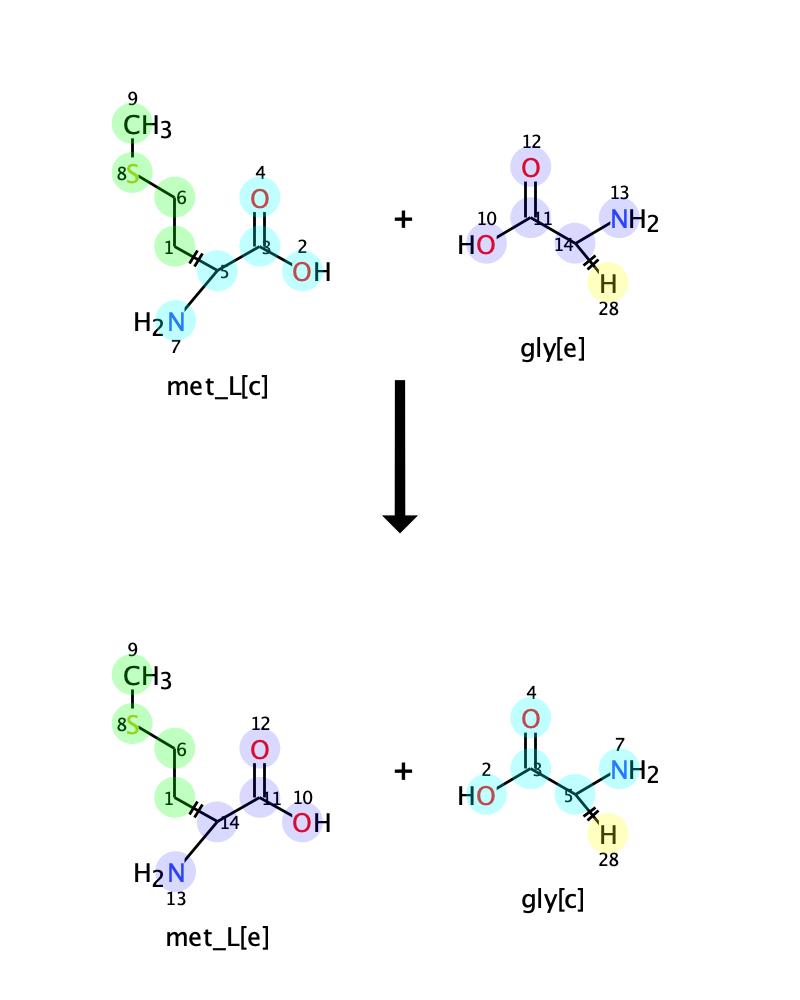 9
CH3
8S
6
4
O
1
5
3
2
OH
H2N
7
met_L[c]
+
12
O
10
HO
11
13
NH2
14
H
28
gly[e]
9
CH3
8S
6
12
O
1
14
11
10
OH
H2N
13
met_L[e]
+
4
O
2
HO
3
7
NH2
5
H
28
gly[c]